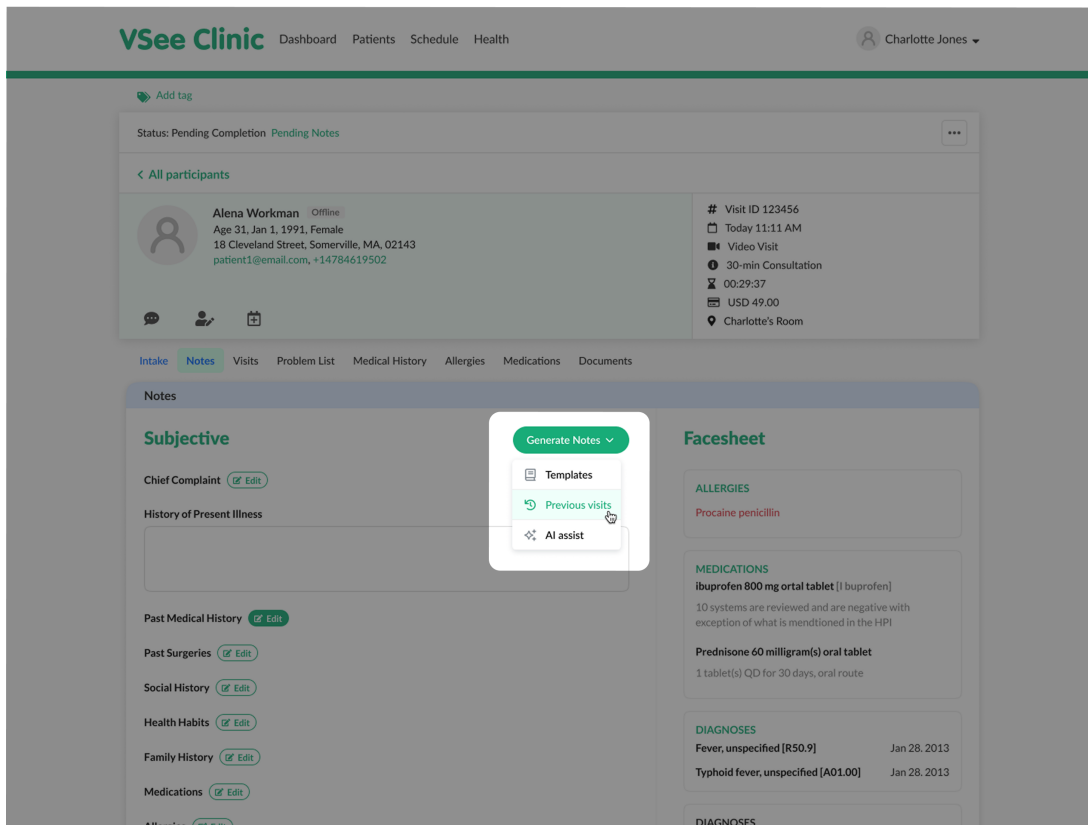 VSee Clinic Dashboard Patients Schedule Health Charlotte Jones
Add tag
Status: Pending Completion Pending Notes
All participants
Alena Workman Offline
Age 31, Jan 1, 1991, Female
18 Cleveland Street, Somerville, MA, 02143
patient1@email.com, +14784619502
# Visit ID 123456
Today 11:11 AM
Video Visit
30-min Consultation
00:29:37
USD 49.00
Charlotte's Room
Intake Notes Visits Problem List Medical History Allergies Medications Documents
Notes
Subjective
Generate Notes
Templates
Previous visits
AI assist
Chief Complaint Edit
History of Present Illness
Past Medical History Edit
Past Surgeries Edit
Social History Edit
Health Habits Edit
Family History Edit
Medications Edit
Allergies Edit
Facesheet
ALLERGIES
Procaine penicillin
MEDICATIONS
ibuprofen 800 mg ortal tablet [I buprofen]
10 systems are reviewed and are negative with
exception of what is mendtioned in the HPI
Prednisone 60 milligram(s) oral tablet
1 tablet(s) QD for 30 days, oral route
DIAGNOSES
Fever, unspecified [R50.9] Jan 28. 2013
Typhoid fever, unspecified [A01.00] Jan 28. 2013
DIAGNOSES